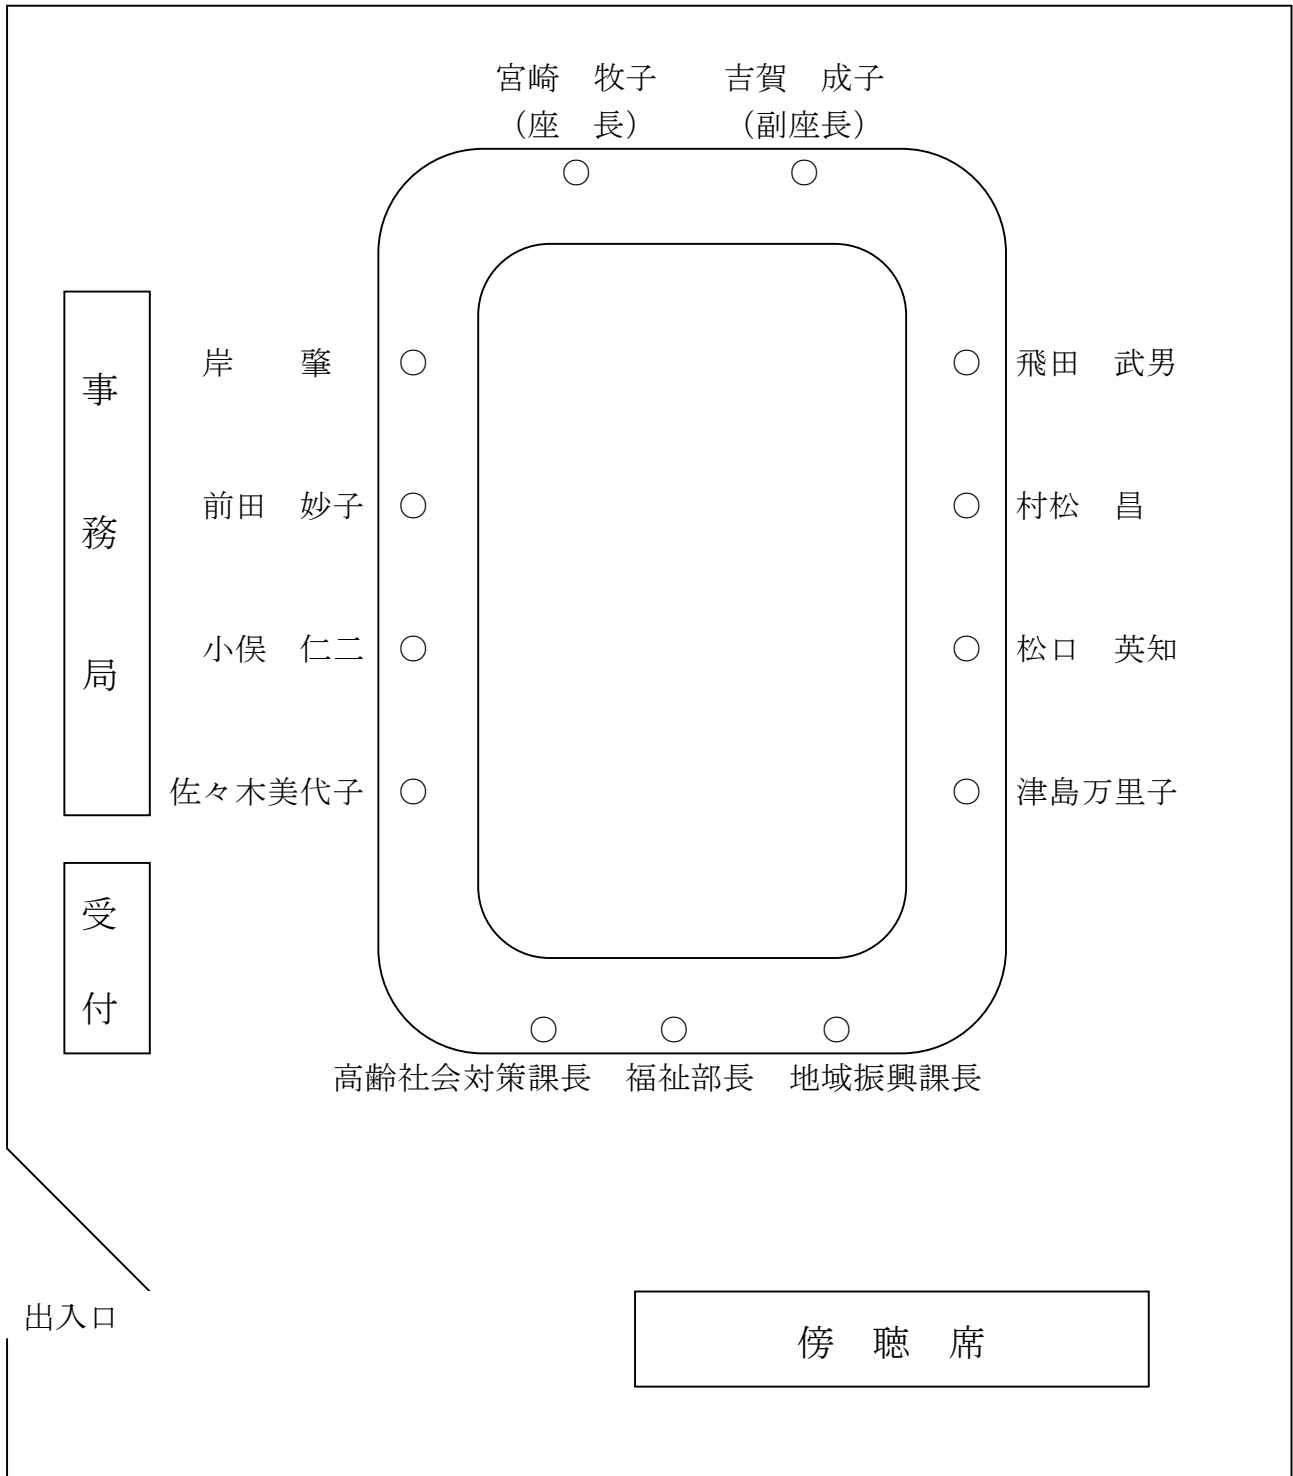 宮崎　牧子　　吉賀　成子
（座　長）　　（副座長）
岸　　肇　○　　○　飛田　武男
前田　妙子　○　　○　村松　昌
小俣　仁二　○　　○　松口　英知
佐々木美代子　○　　○　津島万里子
事務局
受付
高齢社会対策課長　福祉部長　地域振興課長
出入口
傍　聴　席